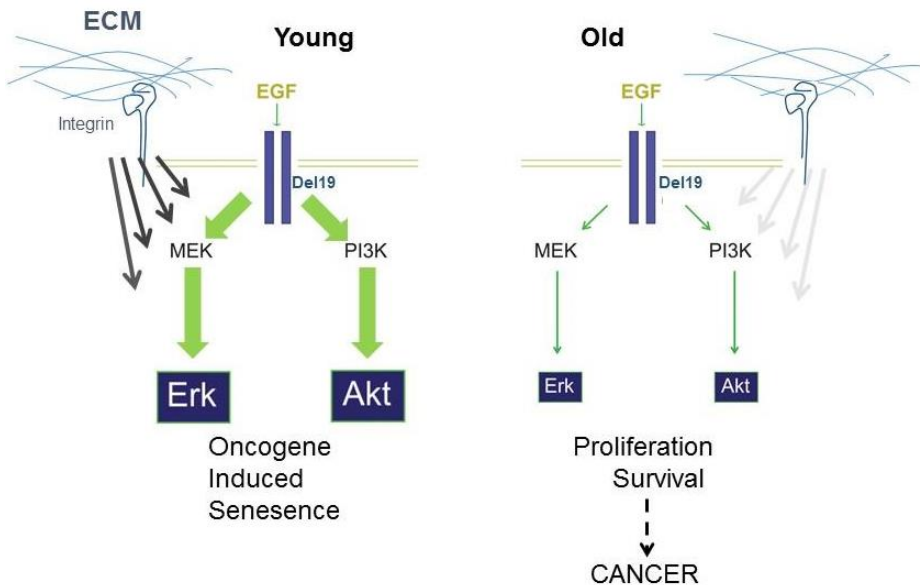 ECM
Young
EGF
Integrin
Del19
MEK
PI3K
Erk
Akt
Oncogene
Induced
Senesence
Old
EGF
Del19
MEK
PI3K
Erk
Akt
Proliferation
Survival
CANCER